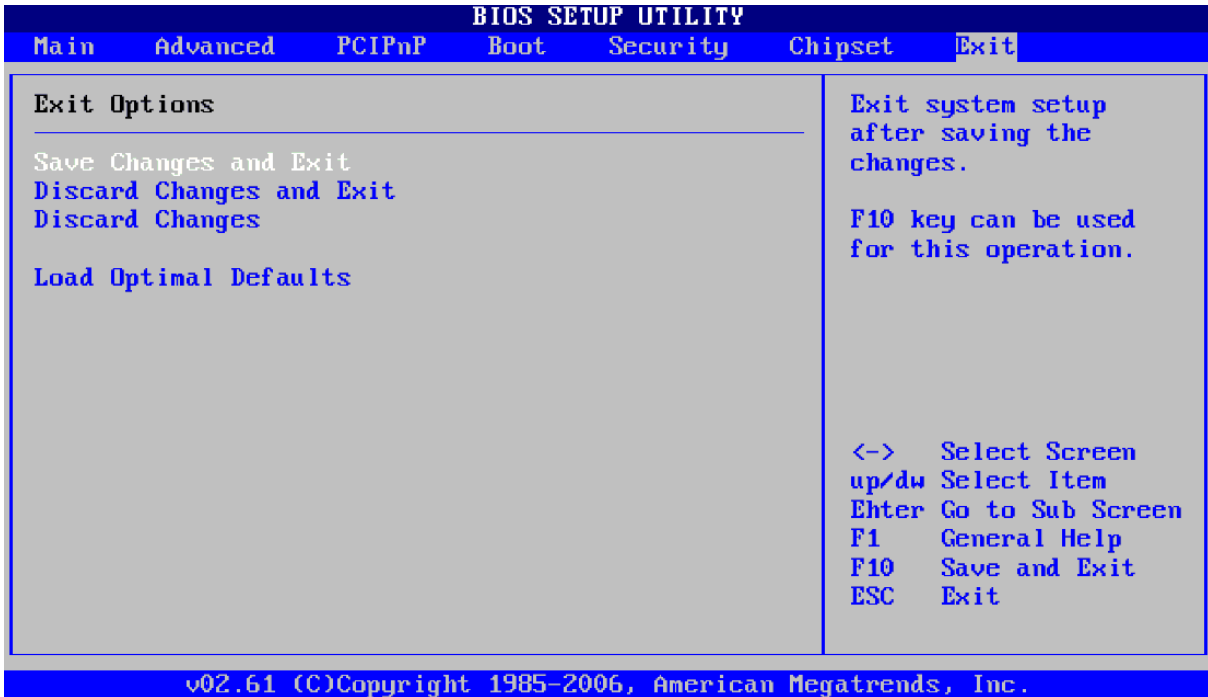 BIOS SETUP UTILITY
Main Advanced PCIPnP Boot Security Chipset Exit
Exit Options
Save Changes and Exit
Discard Changes and Exit
Discard Changes
Load Optimal Defaults
Exit system setup
after saving the
changes.
F10 key can be used
for this operation.
<-> Select Screen
up/dw Select Item
Ehter Go to Sub Screen
F1 General Help
F10 Save and Exit
ESC Exit
v02.61 (C)Copyright 1985-2006, American Megatrends, Inc.